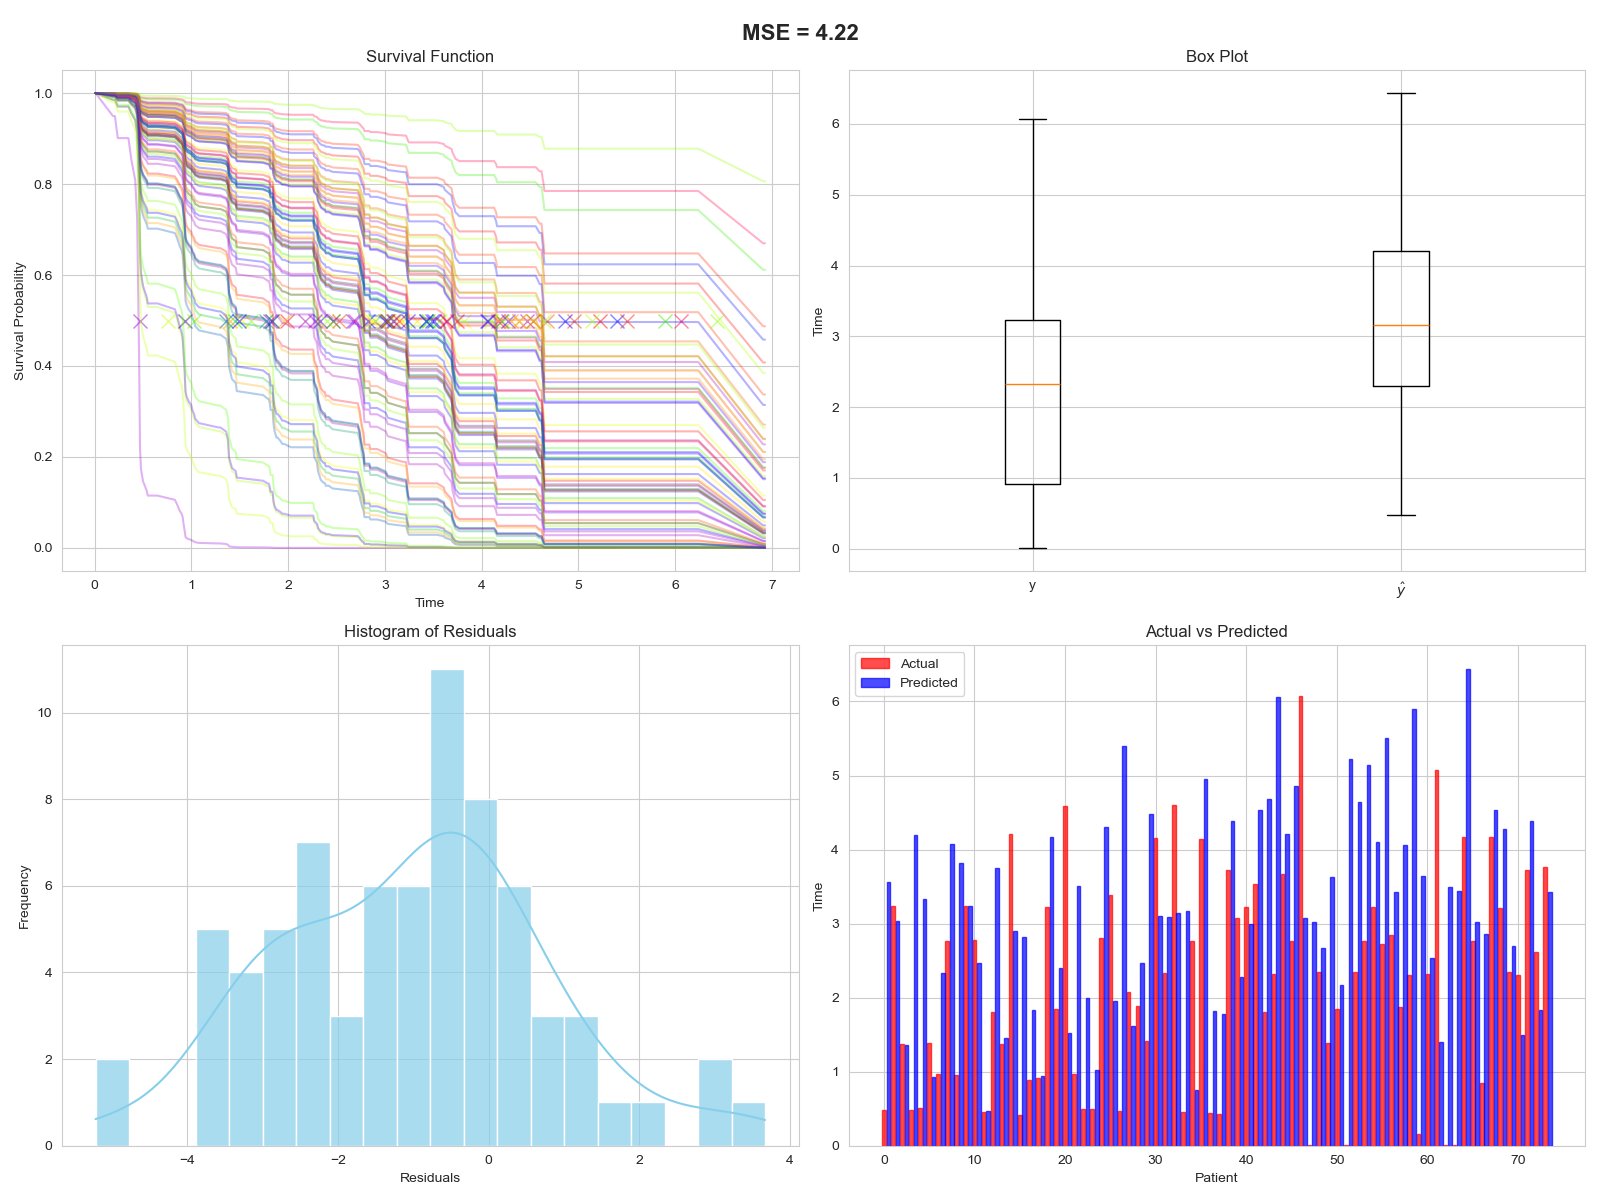 MSE = 4.22
Survival Function
Survival Probability
1.0
0.8
0.6
0.4
0.2
0.0
0 1 2 3 4 5 6 7
Time
Box Plot
Time
6
5
4
3
2
1
0
y ŷ
Histogram of Residuals
Frequency
10
8
6
4
2
0
−4 −2 0 2 4
Residuals
Actual vs Predicted
Actual
Predicted
Time
6
5
4
3
2
1
0
0 10 20 30 40 50 60 70
Patient